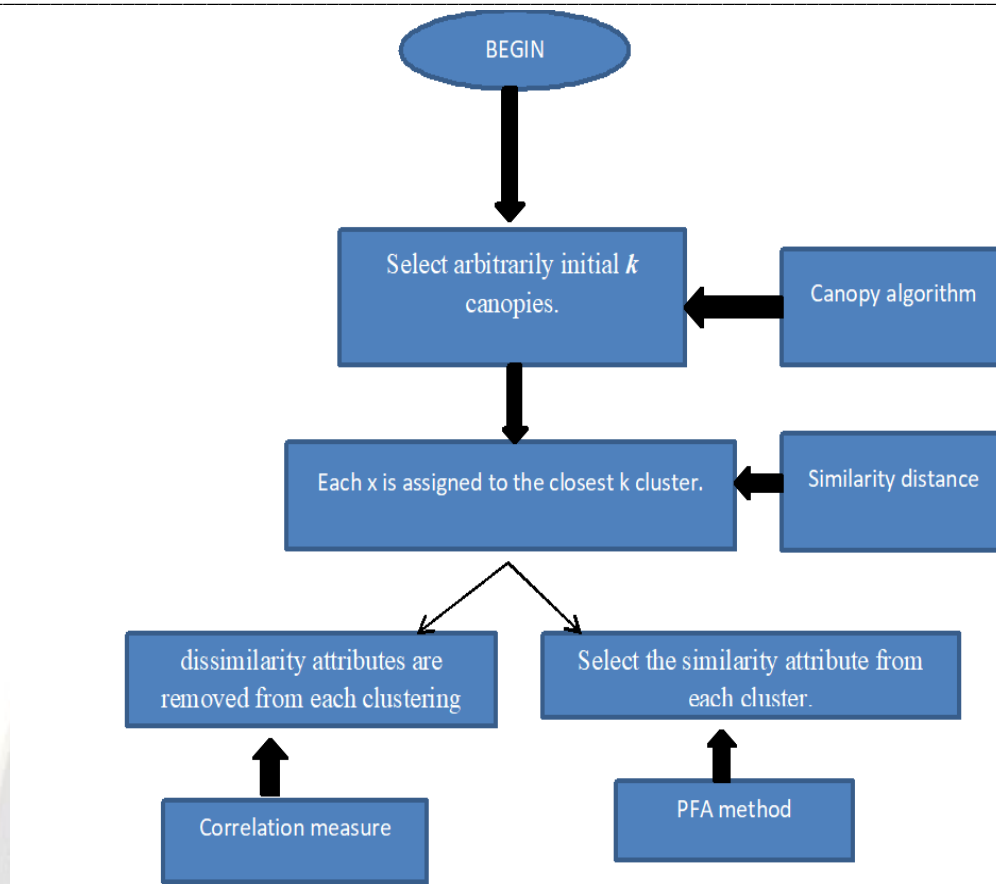 BEGIN
Select arbitrarily initial k
canopies.
Canopy algorithm
Each x is assigned to the closest k cluster.
Similarity distance
dissimilarity attributes are
removed from each clustering
Select the similarity attribute from
each cluster.
Correlation measure
PFA method